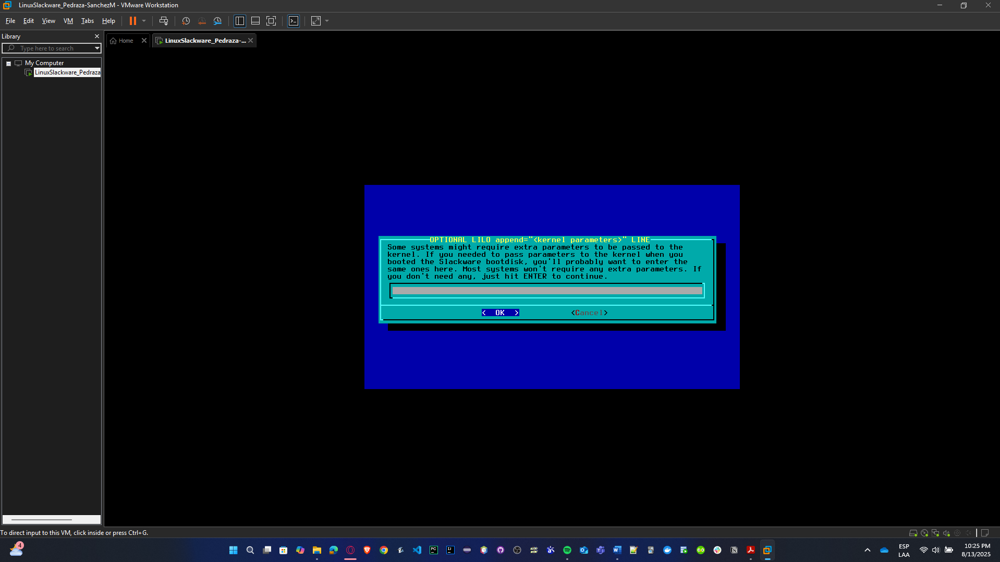 LinuxSlackware_Pedraza-SanchezM - VMware Workstation
File Edit View VM Tabs Help
Library
Home
LinuxSlackware_Pedraza-...
Type here to search
My Computer
LinuxSlackware_Pedraza
OPTIONAL LILO append="<kernel parameters>" LINE
Some systems might require extra parameters to be passed to the
kernel. If you needed to pass parameters to the kernel when you
booted the Slackware bootdisk, you'll probably want to enter the
same ones here. Most systems won't require any extra parameters. If
you don't need any, just hit ENTER to continue.
< OK > <Cancel>
To direct input to this VM, click inside or press Ctrl+G.
4
ESP
LAA
10:25 PM
8/13/2025